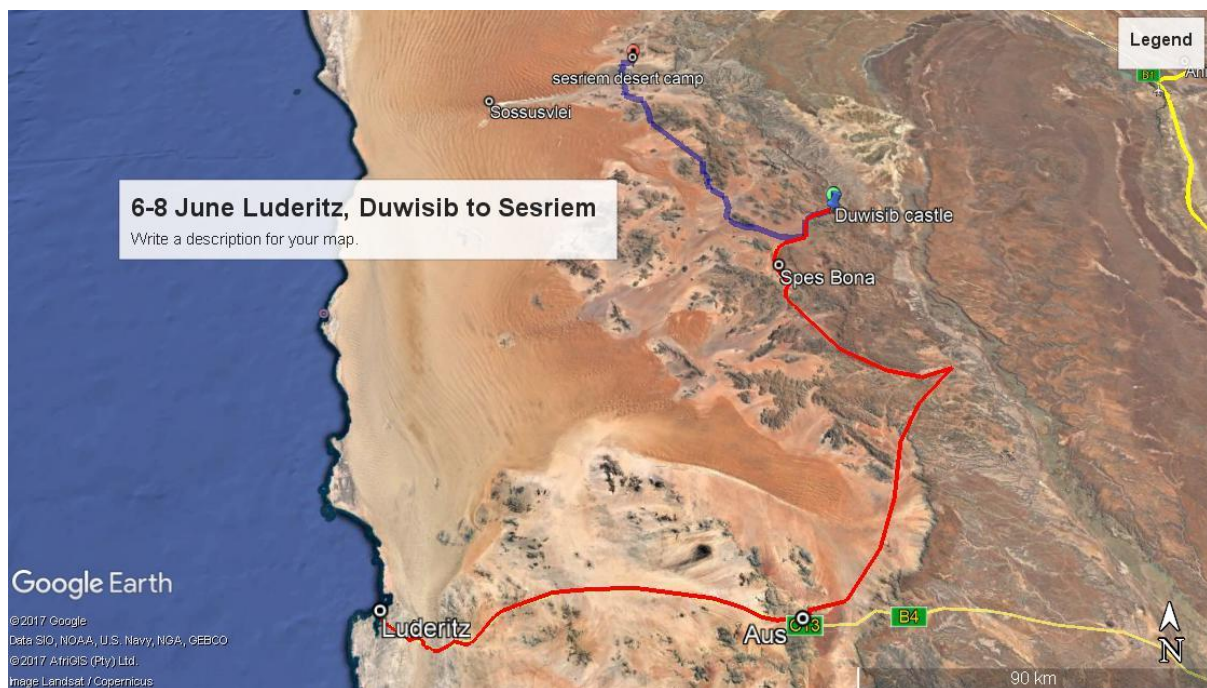 Legend
B1
sesriem desert camp
Sossusvlei
6-8 June Luderitz, Duwisib to Sesriem
Write a description for your map.
Duwisib castle
Spes Bona
Google Earth
©2017 Google
Data SIO, NOAA, U.S. Navy, NGA, GEBCO
©2017 AfriGIS (Pty) Ltd.
Image Landsat / Copernicus
Luderitz
Aus
B4
N
90 km